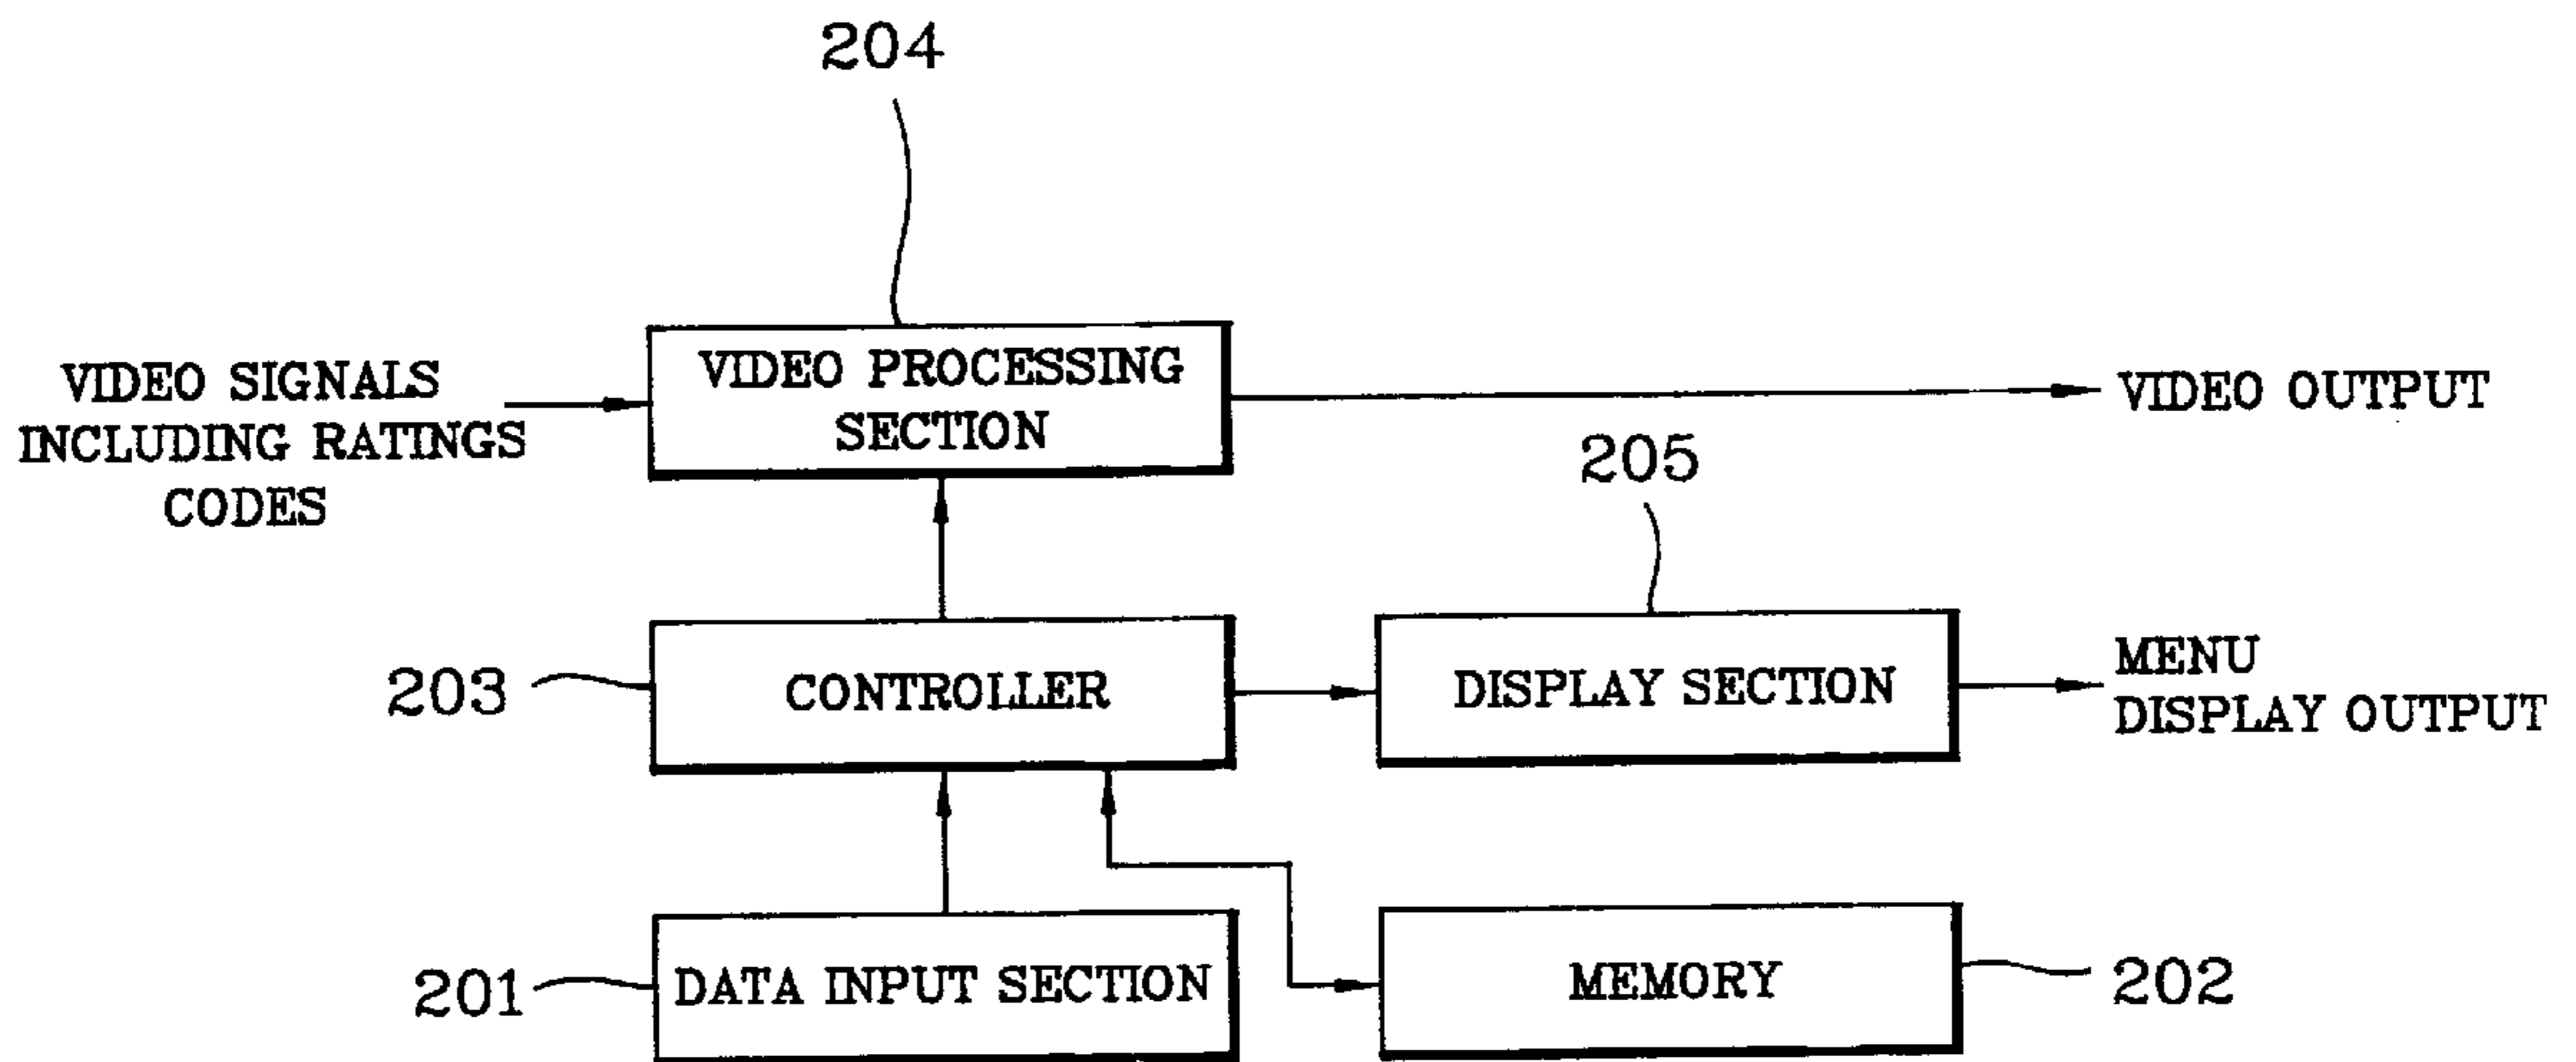 204
VIDEO SIGNALS
INCLUDING RATINGS
CODES
VIDEO PROCESSING
SECTION
VIDEO OUTPUT
205
203
CONTROLLER
DISPLAY SECTION
MENU
DISPLAY OUTPUT
201
DATA INPUT SECTION
MEMORY
202